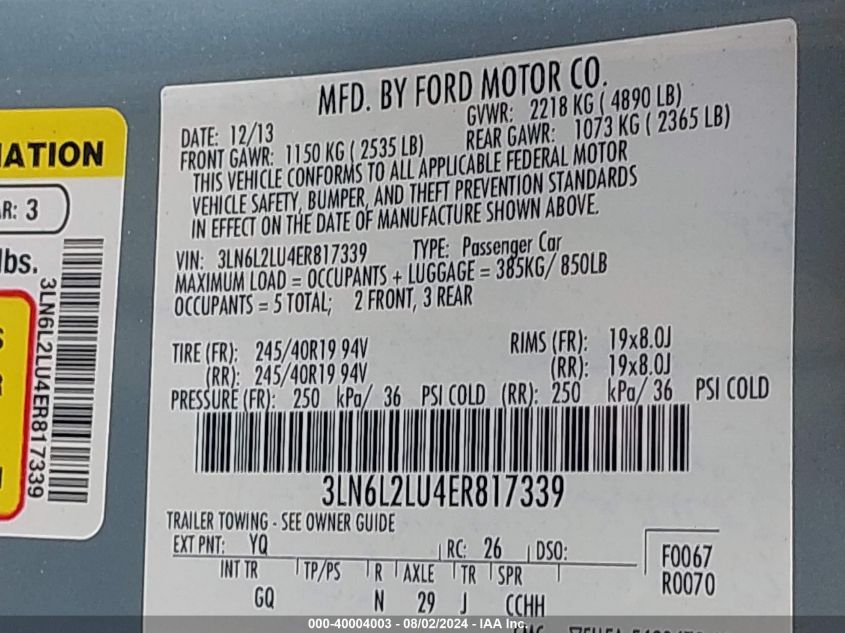 MFD. BY FORD MOTOR CO.
DATE: 12/13
GVWR: 2218 KG ( 4890 LB)
FRONT GAWR: 1150 KG ( 2535 LB)
REAR GAWR: 1073 KG ( 2365 LB)
THIS VEHICLE CONFORMS TO ALL APPLICABLE FEDERAL MOTOR
VEHICLE SAFETY, BUMPER, AND THEFT PREVENTION STANDARDS
IN EFFECT ON THE DATE OF MANUFACTURE SHOWN ABOVE.
VIN: 3LN6L2LU4ER817339 TYPE: Passenger Car
MAXIMUM LOAD = OCCUPANTS + LUGGAGE = 385KG/ 850LB
OCCUPANTS = 5 TOTAL; 2 FRONT, 3 REAR
TIRE (FR): 245/40R19 94V RIMS (FR): 19x8.0J
(RR): 245/40R19 94V (RR): 19x8.0J
PRESSURE (FR): 250 kPa/ 36 PSI COLD (RR): 250 kPa/ 36 PSI COLD
3LN6L2LU4ER817339
TRAILER TOWING - SEE OWNER GUIDE
EXT PNT: YQ RC: 26 DSO:
F0067
R0070
INT TR TP/PS R AXLE TR SPR
GQ N 29 J CCHH
R: 3
lbs.
3LN6L2LU4ER817339
000-40004003 - 08/02/2024 - IAA Inc.